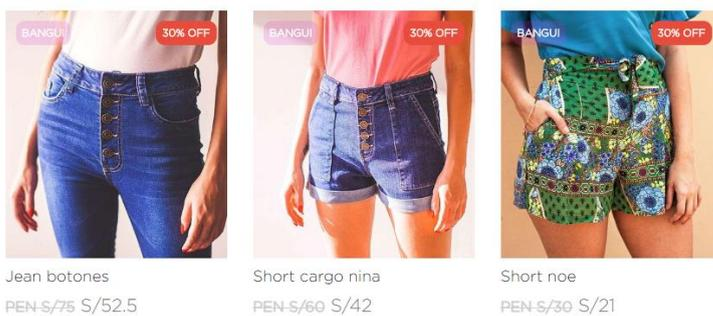 BANGUI
30% OFF
BANGUI
30% OFF
BANGUI
30% OFF
Jean botones
Short cargo nina
Short noe
PEN S/75 S/52.5
PEN S/60 S/42
PEN S/30 S/21